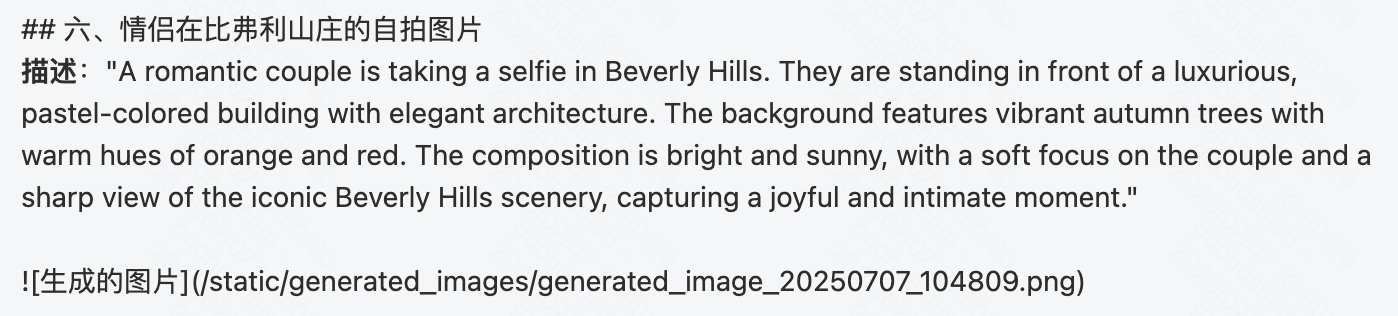 ## 六、情侣在比弗利山庄的自拍图片
描述："A romantic couple is taking a selfie in Beverly Hills. They are standing in front of a luxurious,
pastel-colored building with elegant architecture. The background features vibrant autumn trees with
warm hues of orange and red. The composition is bright and sunny, with a soft focus on the couple and a
sharp view of the iconic Beverly Hills scenery, capturing a joyful and intimate moment."
![生成的图片](/static/generated_images/generated_image_20250707_104809.png)